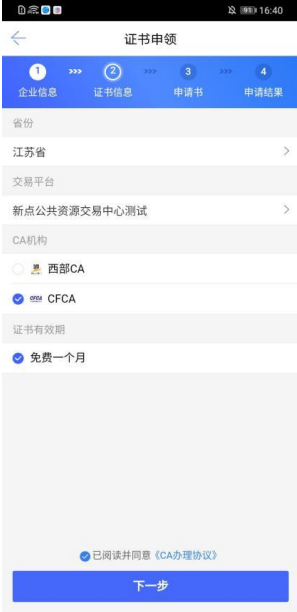 16:40
证书申领
1 2 3 4
企业信息 证书信息 申请书 申请结果
省份
江苏省
交易平台
新点公共资源交易中心测试
CA机构
西部CA
CFCA CFCA
证书有效期
免费一个月
已阅读并同意《CA办理协议》
下一步